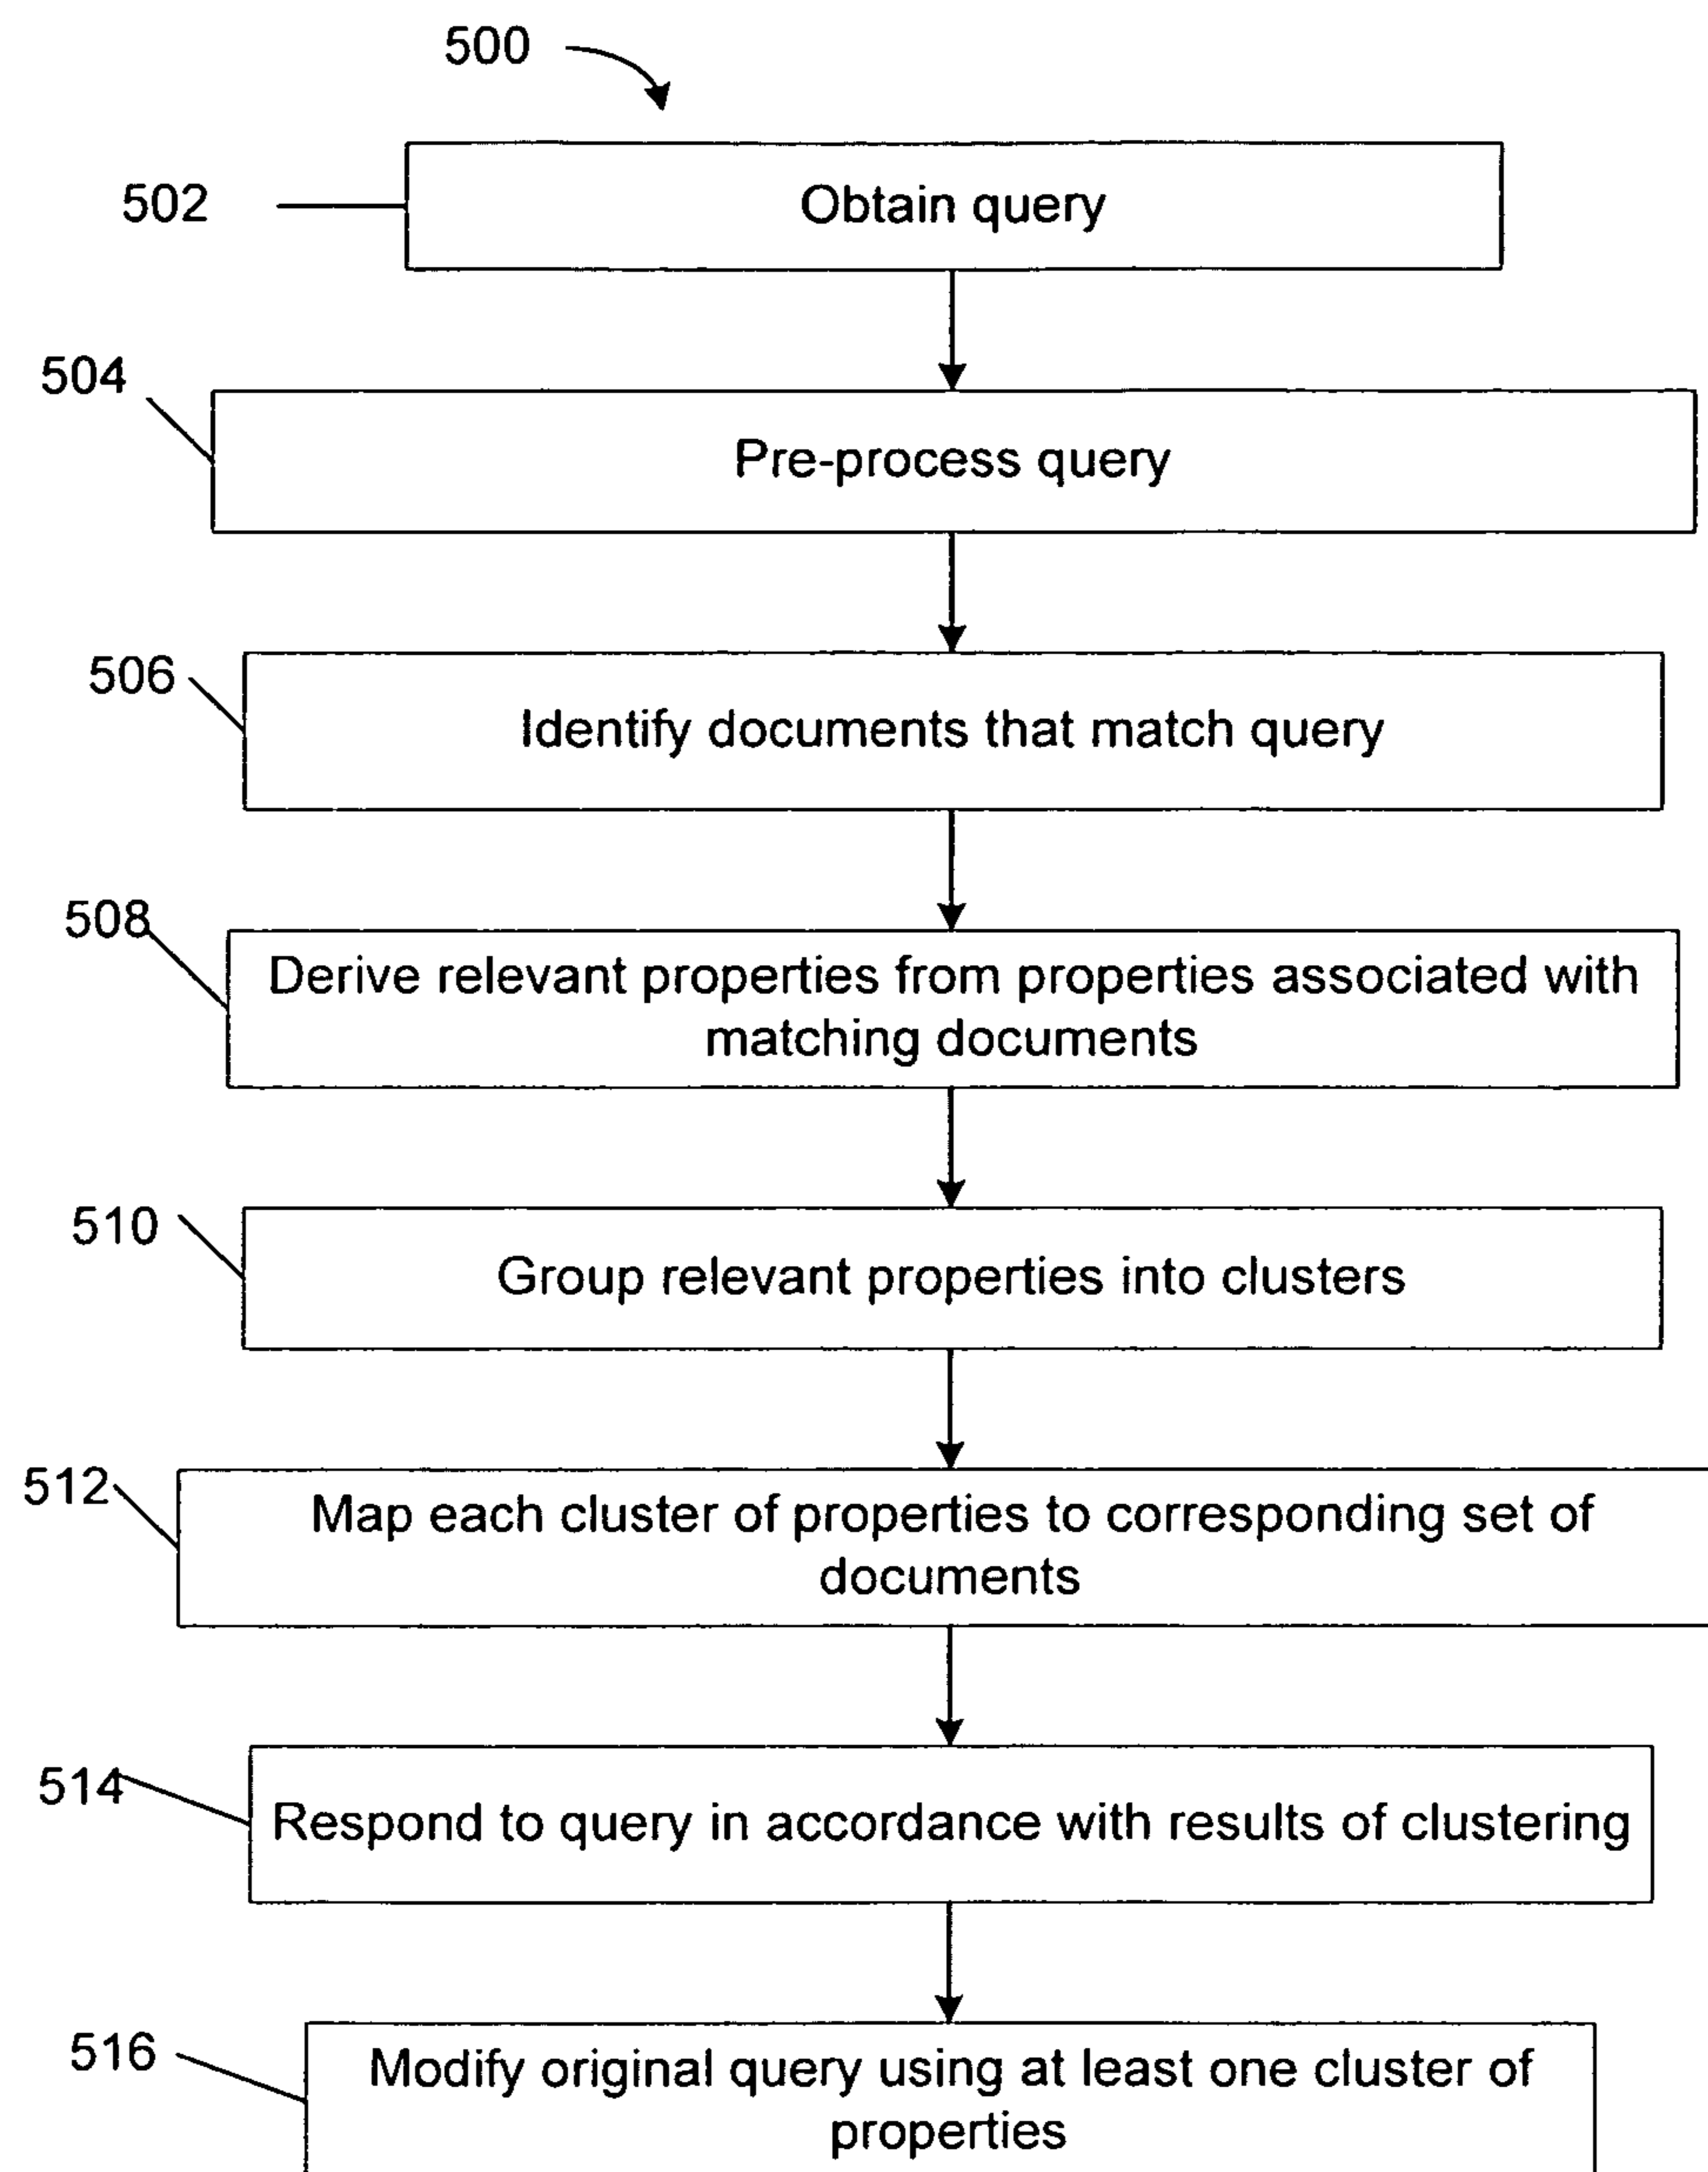 500
502
Obtain query
504
Pre-process query
506
Identify documents that match query
508
Derive relevant properties from properties associated with
matching documents
510
Group relevant properties into clusters
512
Map each cluster of properties to corresponding set of
documents
514
Respond to query in accordance with results of clustering
516
Modify original query using at least one cluster of
properties